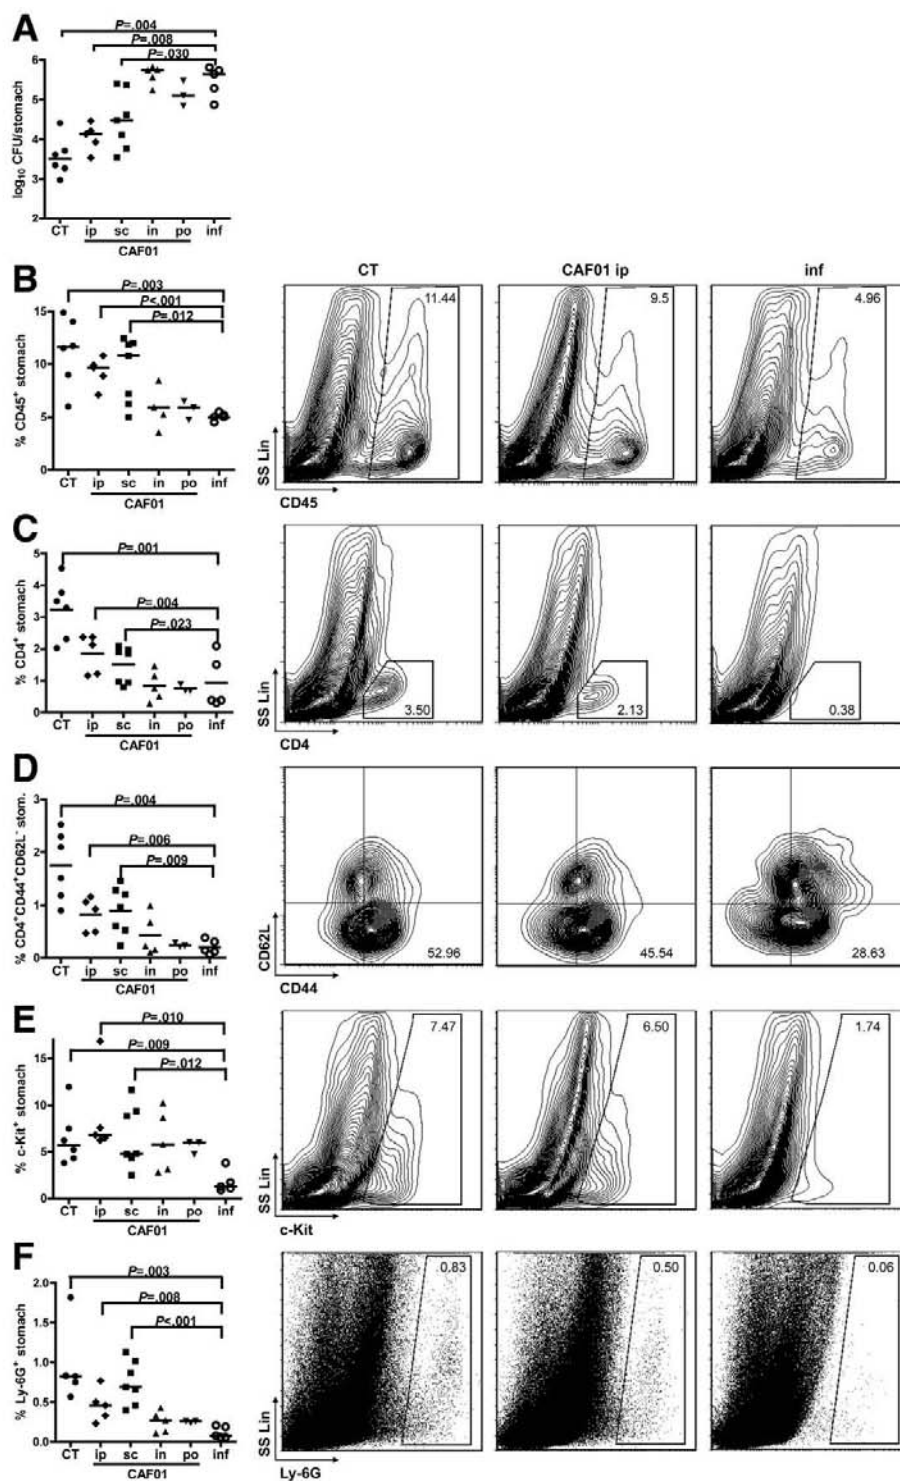 A
P=.004
P=.008
P=.030
6
5
4
3
2
log10 CFU/stomach
CT ip sc in po inf
CAF01
B
P=.003
P<.001
P=.012
15
10
5
0
% CD45+ stomach
CT ip sc in po inf
CAF01
CT CAF01 ip inf
11.44 9.5 4.96
SS Lin
CD45
C
P=.001
P=.004
P=.023
5
4
3
2
1
0
% CD4+ stomach
CT ip sc in po inf
CAF01
SS Lin
3.50 2.13 0.38
CD4
D
P=.004
P=.006
P=.009
3
2
1
0
% CD4+CD44+CD62L- stom.
CT ip sc in po inf
CAF01
CD62L
52.96 45.54 28.63
CD44
E
P=.010
P=.009
P=.012
15
10
5
0
% c-Kit+ stomach
CT ip sc in po inf
CAF01
7.47 6.50 1.74
SS Lin
c-Kit
F
P=.003
P=.008
P<.001
2.0
1.5
1.0
0.5
0.0
% Ly-6G+ stomach
CT ip sc in po inf
CAF01
0.83 0.50 0.06
SS Lin
Ly-6G